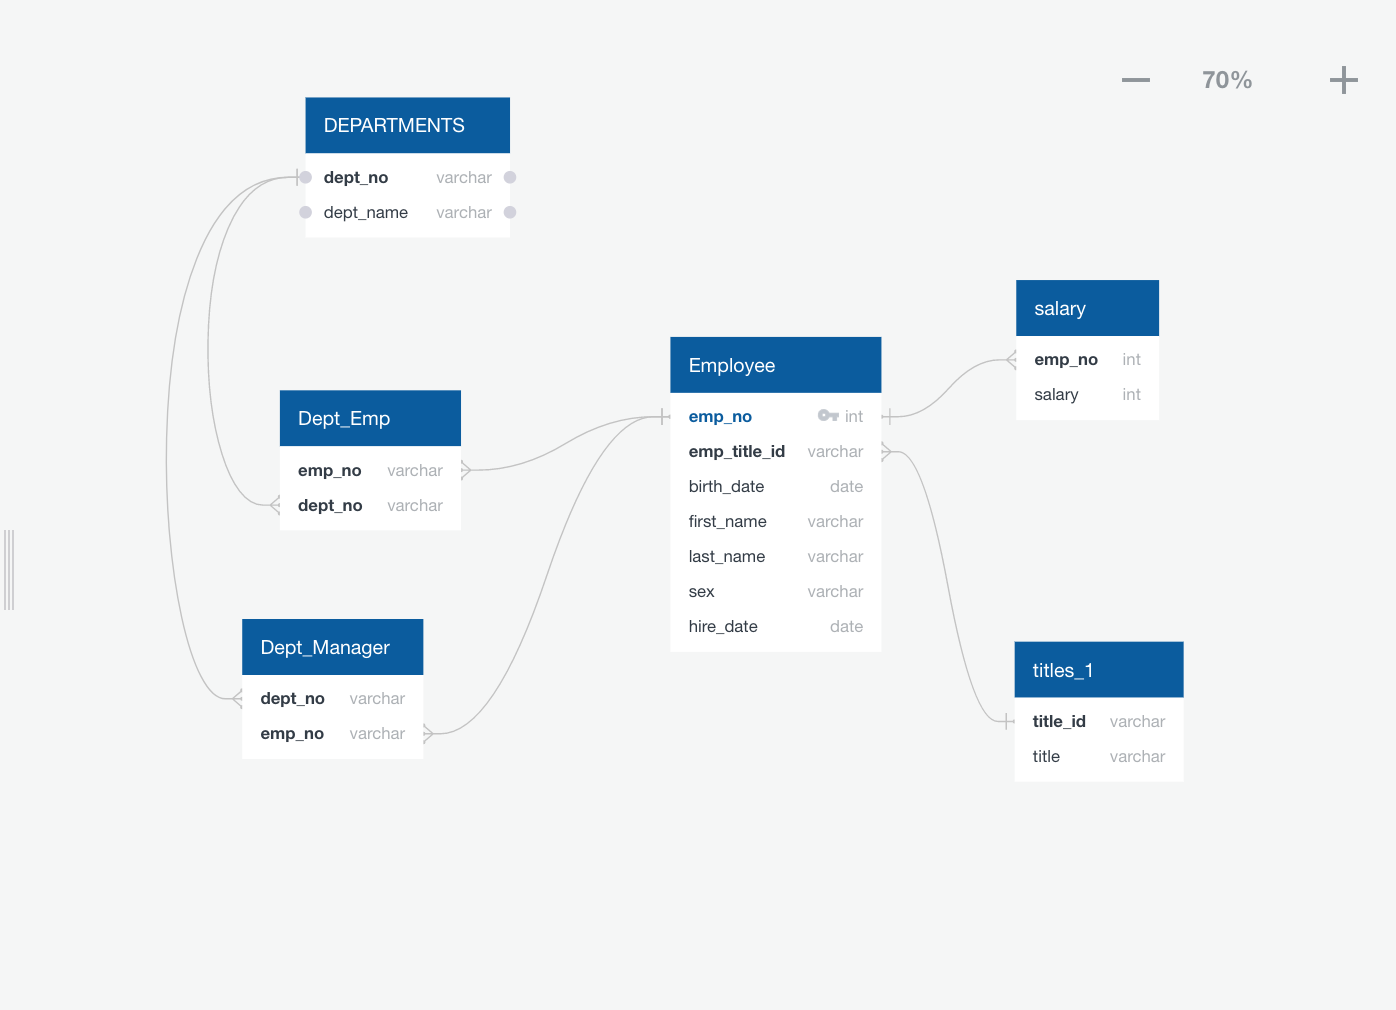 70%
DEPARTMENTS
dept_no varchar
dept_name varchar
salary
emp_no int
salary int
Employee
emp_no int
emp_title_id varchar
birth_date date
first_name varchar
last_name varchar
sex varchar
hire_date date
Dept_Emp
emp_no varchar
dept_no varchar
Dept_Manager
dept_no varchar
emp_no varchar
titles_1
title_id varchar
title varchar